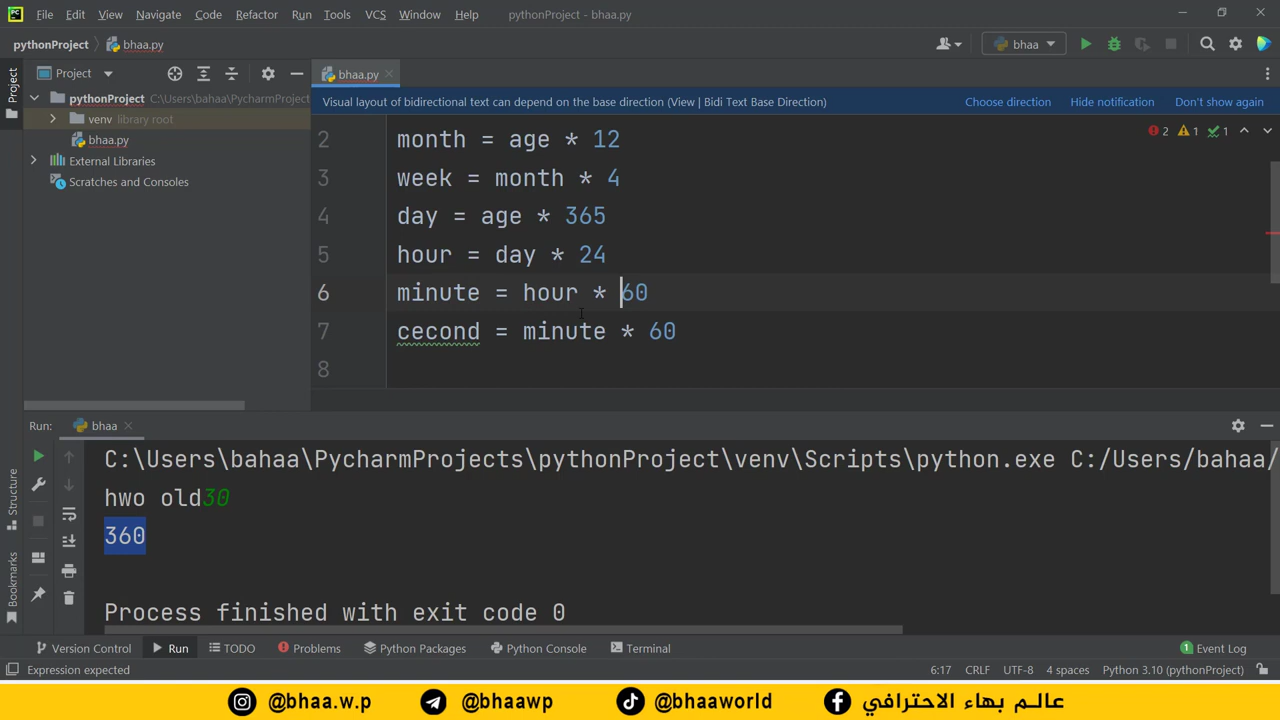 File Edit View Navigate Code Refactor Run Tools VCS Window Help pythonProject - bhaa.py
pythonProject bhaa.py bhaa
Project bhaa.py
Visual layout of bidirectional text can depend on the base direction (View | Bidi Text Base Direction) Choose direction Hide notification Don't show again
pythonProject C:\Users\bahaa\PycharmProject
venv library root
bhaa.py
External Libraries
Scratches and Consoles
2 1 1
2 month = age * 12
3 week = month * 4
4 day = age * 365
5 hour = day * 24
6 minute = hour * 60
7 cecond = minute * 60
8
Project
Structure
Bookmarks
Run: bhaa
C:\Users\bahaa\PycharmProjects\pythonProject\venv\Scripts\python.exe C:/Users/bahaa/
hwo old30
360
Process finished with exit code 0
Version Control Run TODO Problems Python Packages Python Console Terminal 1 Event Log
Expression expected 6:17 CRLF UTF-8 4 spaces Python 3.10 (pythonProject)
@bhaa.w.p @bhaawp @bhaaworld عالم بهاء الاحترافي